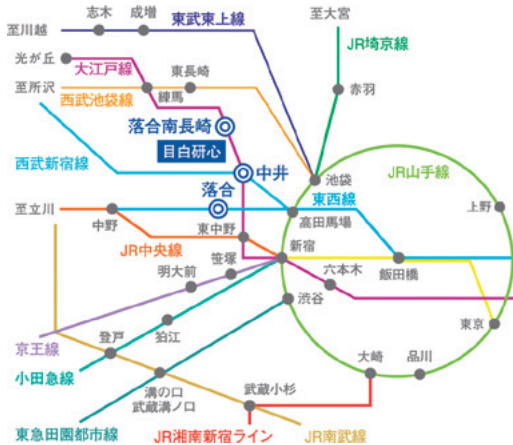 至大宮
志木
成増
東武東上線
至川越
JR埼京線
光が丘
大江戸線
東長崎
至所沢
赤羽
西武池袋線
練馬
落合南長崎
目白研心
JR山手線
西武新宿線
中井
池袋
落合
東西線
上野
至立川
高田馬場
中野
東中野
新宿
JR中央線
笹塚
六本木
飯田橋
明大前
渋谷
東京
京王線
狛江
登戸
大崎
品川
小田急線
溝の口
武蔵溝ノ口
武蔵小杉
東急田園都市線
JR湘南新宿ライン
JR南武線